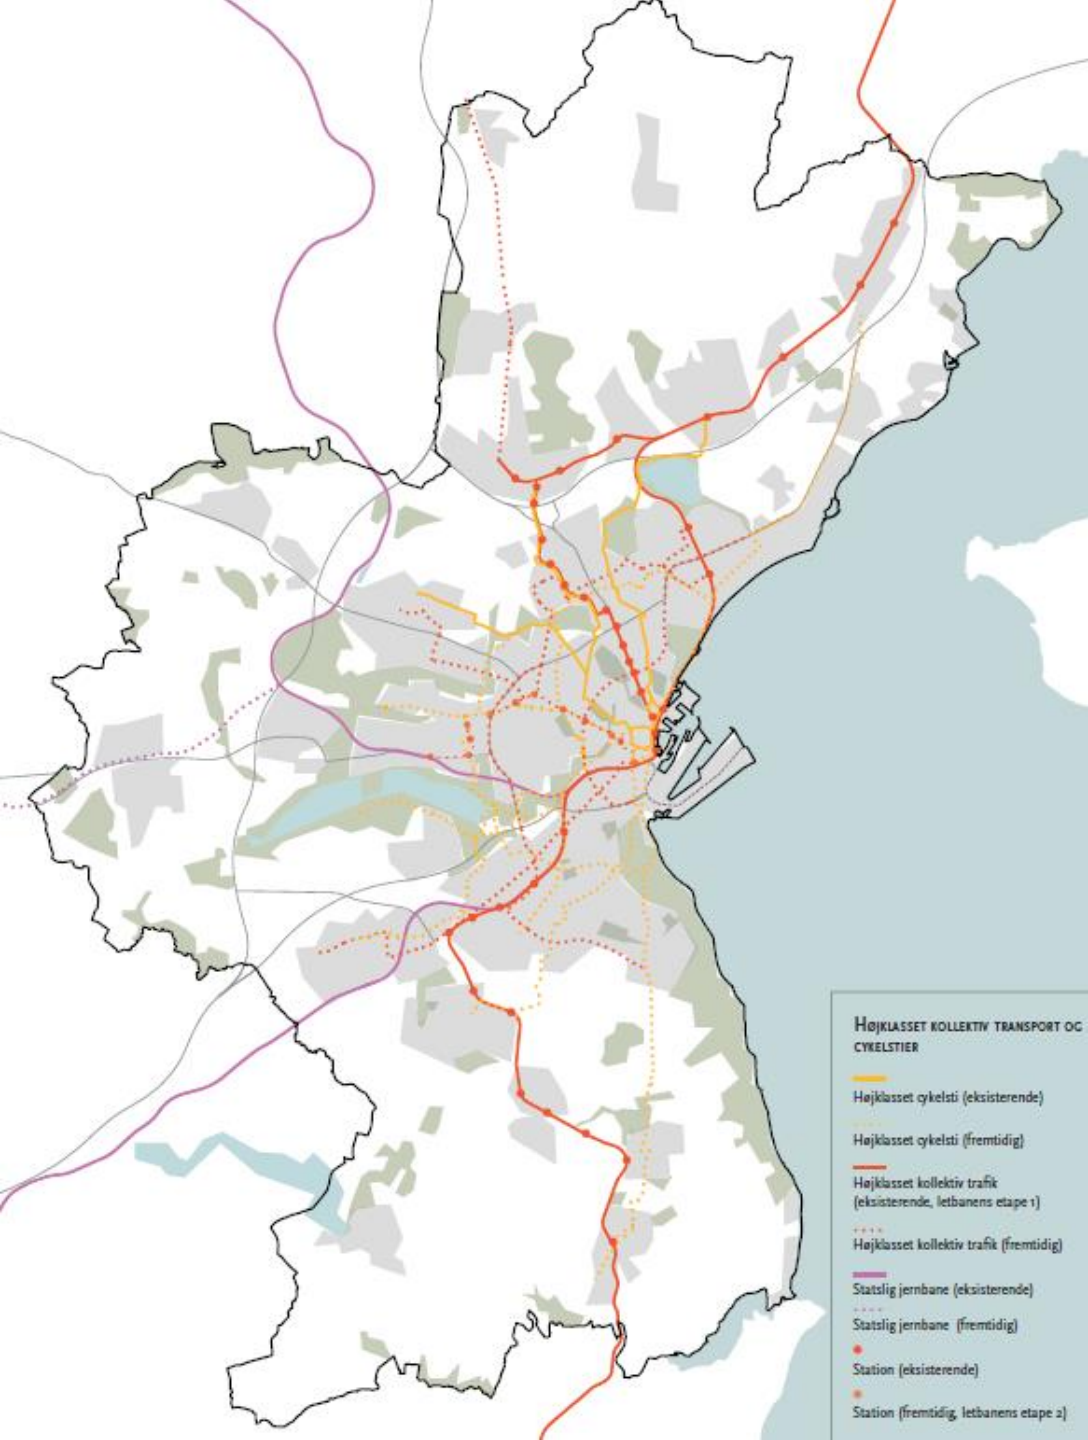 Højklasset kollektiv transport og
cykelstier
Højklasset cykelsti (eksisterende)
Højklasset cykelsti (fremtidig)
Højklasset kollektiv trafik
(eksisterende, letbanens etape 1)
Højklasset kollektiv trafik (fremtidig)
Statslig jernbane (eksisterende)
Statslig jernbane (fremtidig)
Station (eksisterende)
Station (fremtidig, letbanens etape 2)